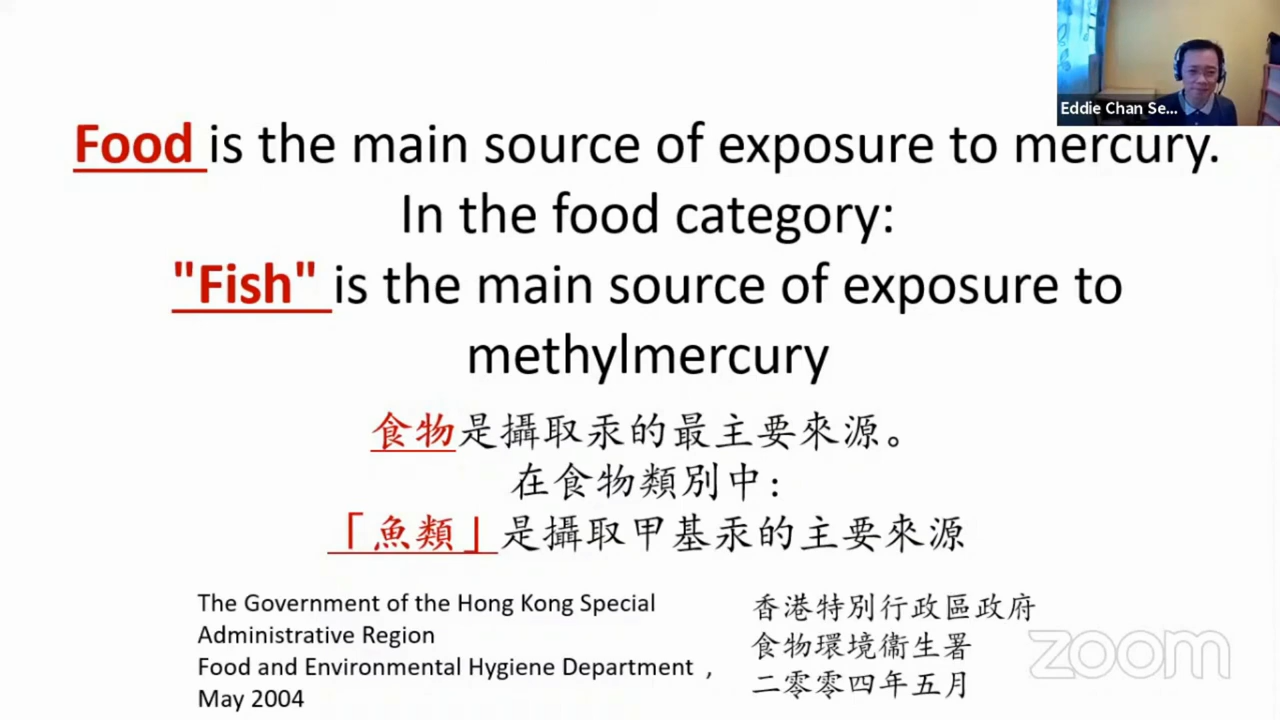 Eddie Chan Se...
Food is the main source of exposure to mercury.
In the food category:
"Fish" is the main source of exposure to
methylmercury
食物是攝取汞的最主要來源。
在食物類別中:
「魚類」是攝取甲基汞的主要來源
The Government of the Hong Kong Special
Administrative Region
Food and Environmental Hygiene Department ,
May 2004
香港特別行政區政府
食物環境衞生署
二零零四年五月
zoom